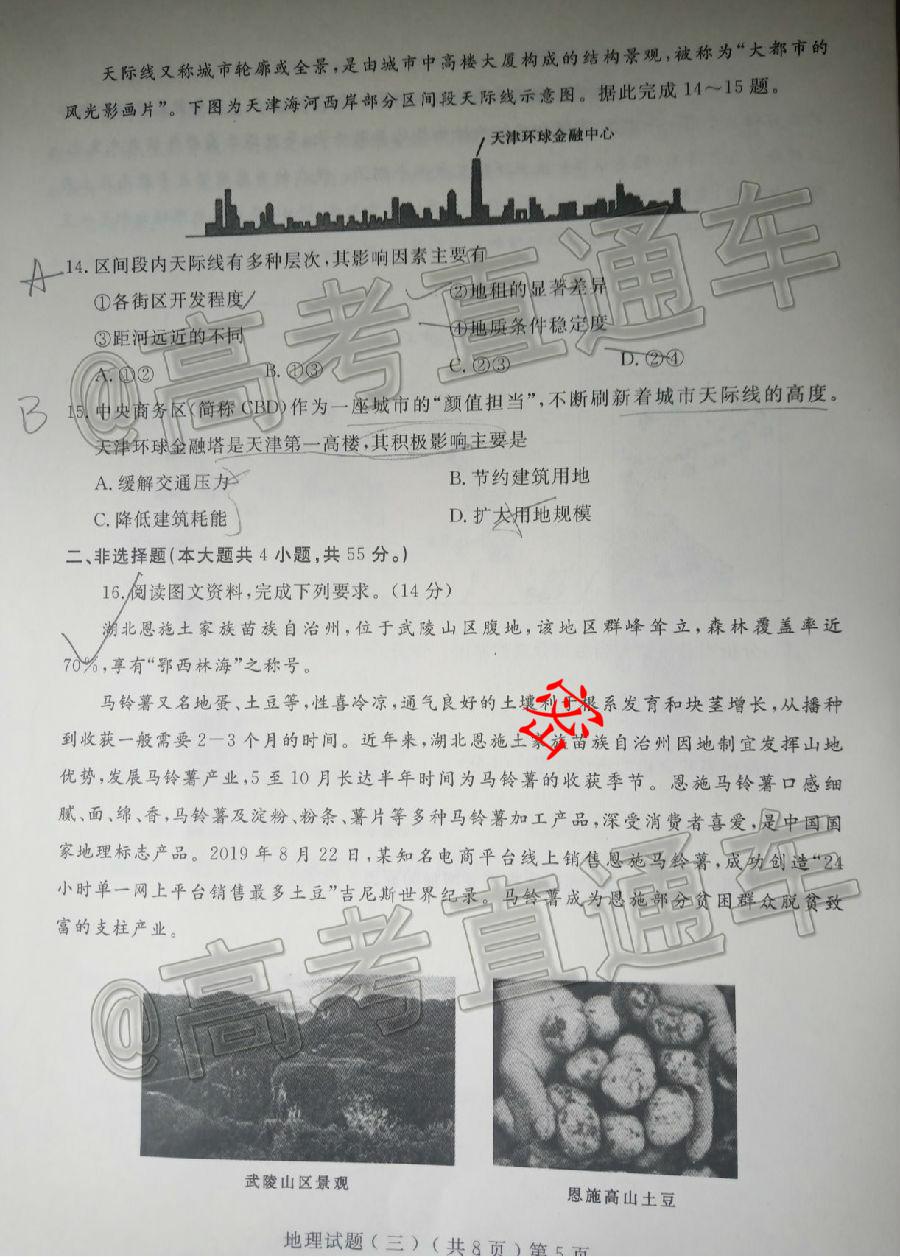 天际线又称城市轮廓或全景,是由城市中高楼大厦构成的结构景观,被称为“大都市的
风光影画片”。下图为天津海河西岸部分区间段天际线示意图。据此完成14～15题。
天津环球金融中心
A
14.区间段内天际线有多种层次,其影响因素主要有
①各街区开发程度 ②地租的显著差异
③距河远近的不同 ④地质条件稳定度
A.①② B.①③ C.②③ D.②④
B
15.中央商务区(简称CBD)作为一座城市的“颜值担当”,不断刷新着城市天际线的高度。
天津环球金融塔是天津第一高楼,其积极影响主要是
A.缓解交通压力 B.节约建筑用地
C.降低建筑耗能 D.扩大用地规模
二、非选择题(本大题共4小题,共55分。)
16.阅读图文资料,完成下列要求。(14分)
湖北恩施土家族苗族自治州,位于武陵山区腹地,该地区群峰耸立,森林覆盖率近
70%,享有“鄂西林海”之称号。
马铃薯又名地蛋、土豆等,性喜冷凉,通气良好的土壤利于根系发育和块茎增长,从播种
到收获一般需要2—3个月的时间。近年来,湖北恩施土家族苗族自治州因地制宜发挥山地
优势,发展马铃薯产业,5至10月长达半年时间为马铃薯的收获季节。恩施马铃薯口感细
腻、面、绵、香,马铃薯及淀粉、粉条、薯片等多种马铃薯加工产品,深受消费者喜爱,是中国国
家地理标志产品。2019年8月22日,某知名电商平台线上销售恩施马铃薯,成功创造“24
小时单一网上平台销售最多土豆”吉尼斯世界纪录。马铃薯成为恩施部分贫困群众脱贫致
富的支柱产业。
武陵山区景观
恩施高山土豆
地理试题(三)(共8页)第5页
@高考直通车
@高考直通车
密